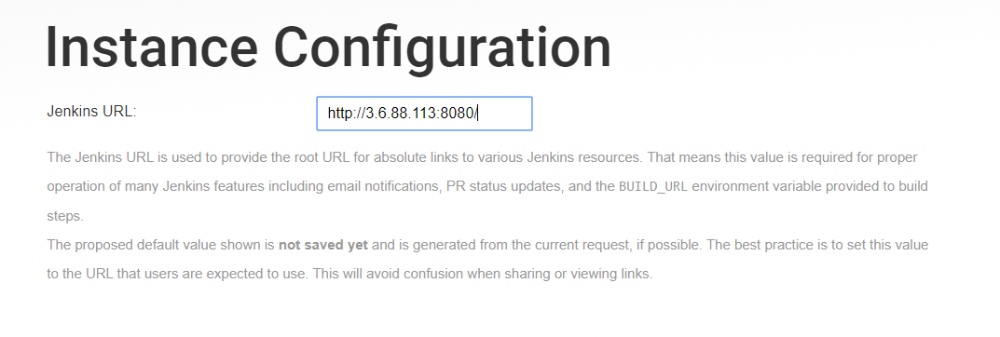 Instance Configuration
Jenkins URL: http://3.6.88.113:8080/
The Jenkins URL is used to provide the root URL for absolute links to various Jenkins resources. That means this value is required for proper
operation of many Jenkins features including email notifications, PR status updates, and the BUILD_URL environment variable provided to build
steps.
The proposed default value shown is not saved yet and is generated from the current request, if possible. The best practice is to set this value
to the URL that users are expected to use. This will avoid confusion when sharing or viewing links.